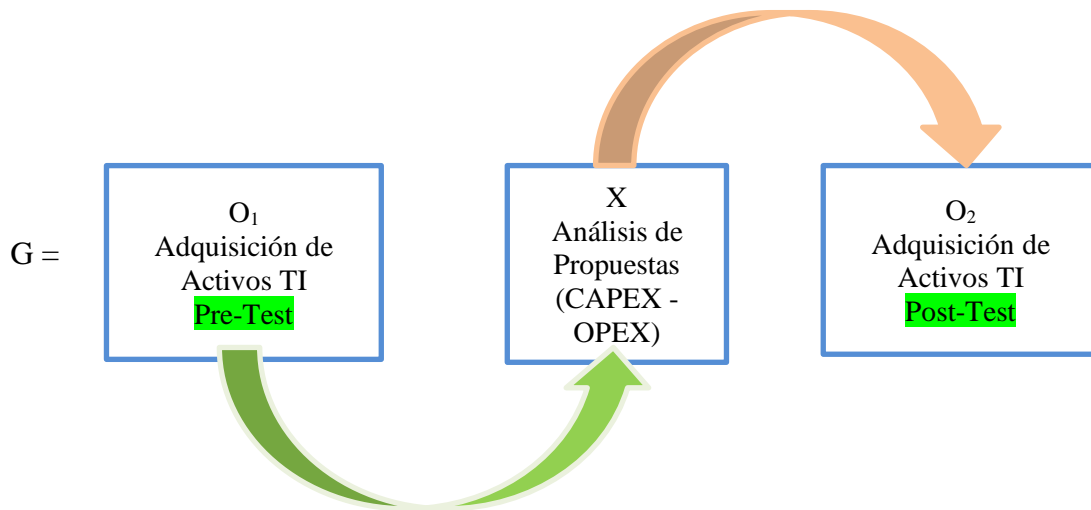 G =
O₁
Adquisición de
Activos TI
Pre-Test
X
Análisis de
Propuestas
(CAPEX -
OPEX)
O₂
Adquisición de
Activos TI
Post-Test